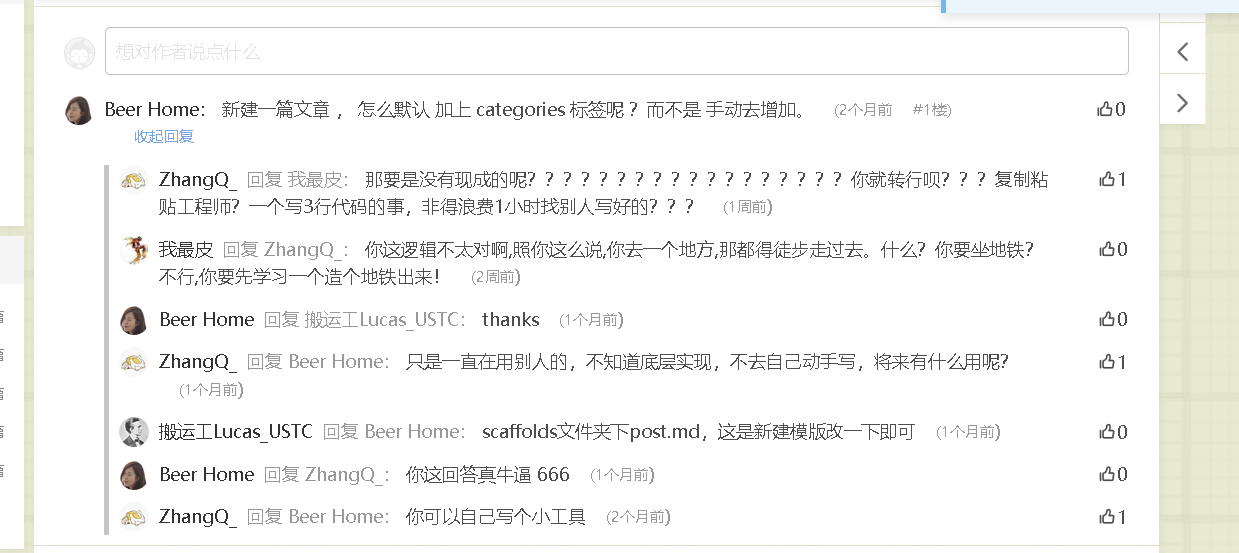 想对作者说点什么
Beer Home： 新建一篇文章 ， 怎么默认 加上 categories 标签呢 ？ 而不是 手动去增加。 (2个月前 #1楼)
0
收起回复
ZhangQ_ 回复 我最皮： 那要是没有现成的呢？？？？？？？？？？？？？？？？？？你就转行呗？？？复制粘
贴工程师？一个写3行代码的事，非得浪费1小时找别人写好的？？？ (1周前)
1
我最皮 回复 ZhangQ_： 你这逻辑不太对啊,照你这么说,你去一个地方,那都得徒步走过去。什么？你要坐地铁？
不行,你要先学习一个造个地铁出来！ (2周前)
0
Beer Home 回复 搬运工Lucas_USTC： thanks (1个月前)
0
ZhangQ_ 回复 Beer Home： 只是一直在用别人的，不知道底层实现，不去自己动手写，将来有什么用呢？
(1个月前)
1
搬运工Lucas_USTC 回复 Beer Home： scaffolds文件夹下post.md，这是新建模版改一下即可 (1个月前)
0
Beer Home 回复 ZhangQ_： 你这回答真牛逼 666 (1个月前)
0
ZhangQ_ 回复 Beer Home： 你可以自己写个小工具 (2个月前)
1